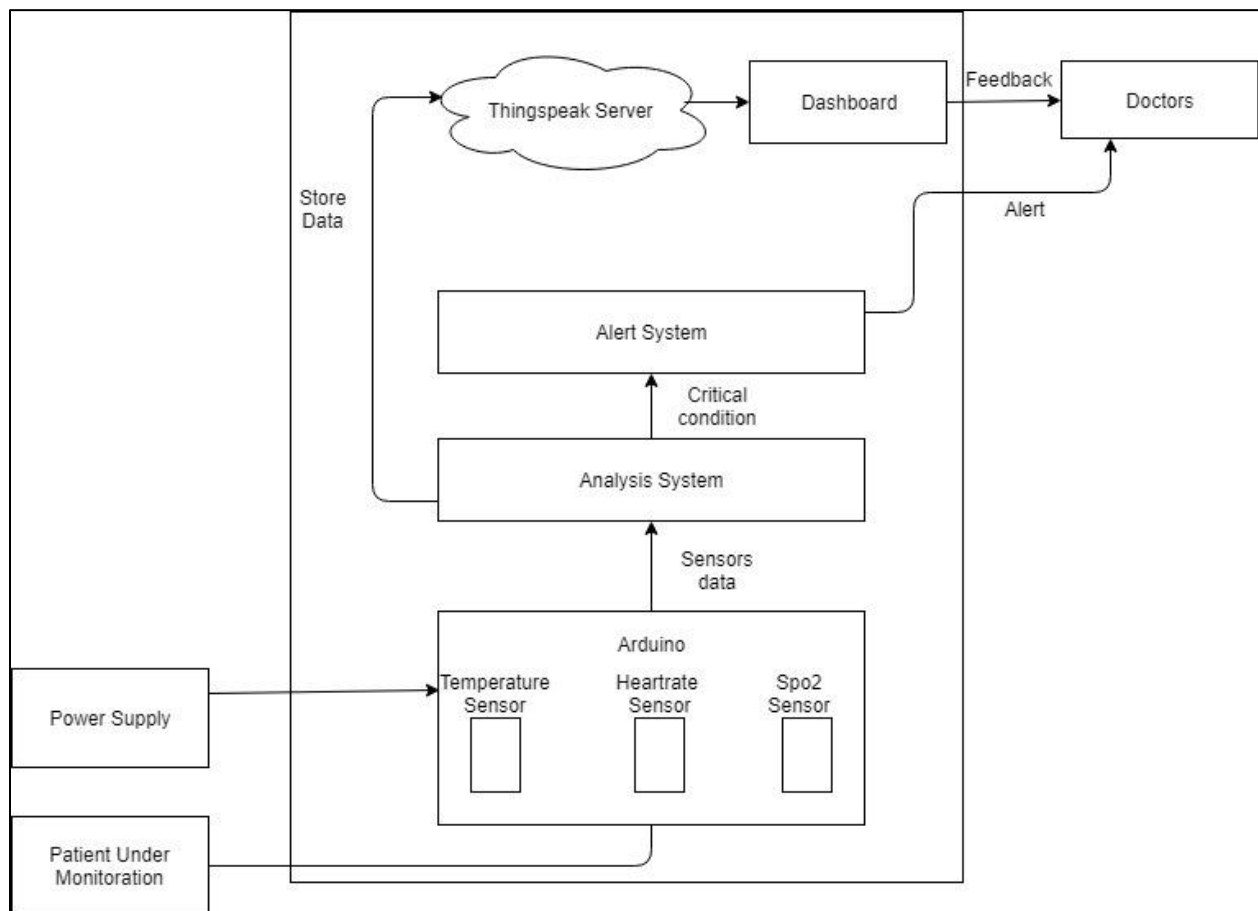 Thingspeak Server
Dashboard
Feedback
Doctors
Store
Data
Alert
Alert System
Critical
condition
Analysis System
Sensors
data
Arduino
Temperature
Sensor
Heartrate
Sensor
Spo2
Sensor
Power Supply
Patient Under
Monitoration